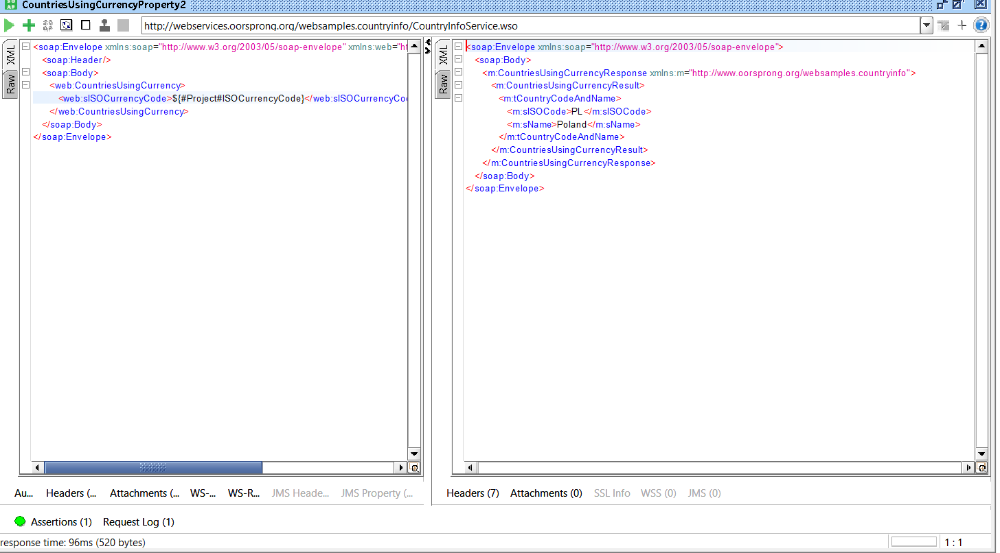 CountriesUsingCurrencyProperty2
http://webservices.oorsprong.org/websamples.countryinfo/CountryInfoService.wso
XML
Raw
<soap:Envelope xmlns:soap="http://www.w3.org/2003/05/soap-envelope" xmlns:web="ht
<soap:Header/>
<soap:Body>
<web:CountriesUsingCurrency>
<web:sISOCurrencyCode>${#Project#ISOCurrencyCode}</web:sISOCurrencyCod
</web:CountriesUsingCurrency>
</soap:Body>
</soap:Envelope>
XML
Raw
<soap:Envelope xmlns:soap="http://www.w3.org/2003/05/soap-envelope">
<soap:Body>
<m:CountriesUsingCurrencyResponse xmlns:m="http://www.oorsprong.org/websamples.countryinfo">
<m:CountriesUsingCurrencyResult>
<m:tCountryCodeAndName>
<m:sISOCode>PL</m:sISOCode>
<m:sName>Poland</m:sName>
</m:tCountryCodeAndName>
</m:CountriesUsingCurrencyResult>
</m:CountriesUsingCurrencyResponse>
</soap:Body>
</soap:Envelope>
Au... Headers (... Attachments (... WS-... WS-R... JMS Heade... JMS Property (...
Headers (7) Attachments (0) SSL Info WSS (0) JMS (0)
Assertions (1) Request Log (1)
response time: 96ms (520 bytes)
1 : 1